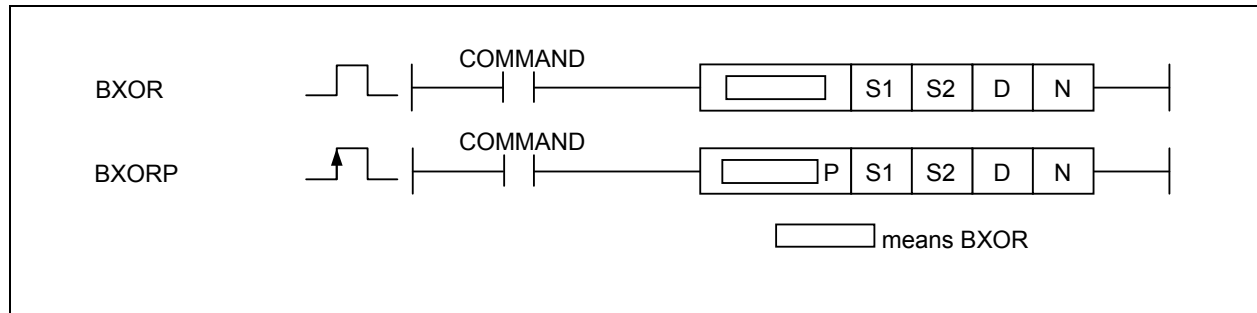 COMMAND
BXOR S1 S2 D N
COMMAND
BXORP P S1 S2 D N
means BXOR